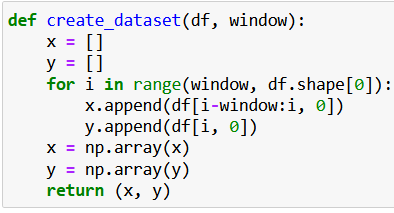 def create_dataset(df, window):
    x = []
    y = []
    for i in range(window, df.shape[0]):
        x.append(df[i-window:i, 0])
        y.append(df[i, 0])
    x = np.array(x)
    y = np.array(y)
    return (x, y)